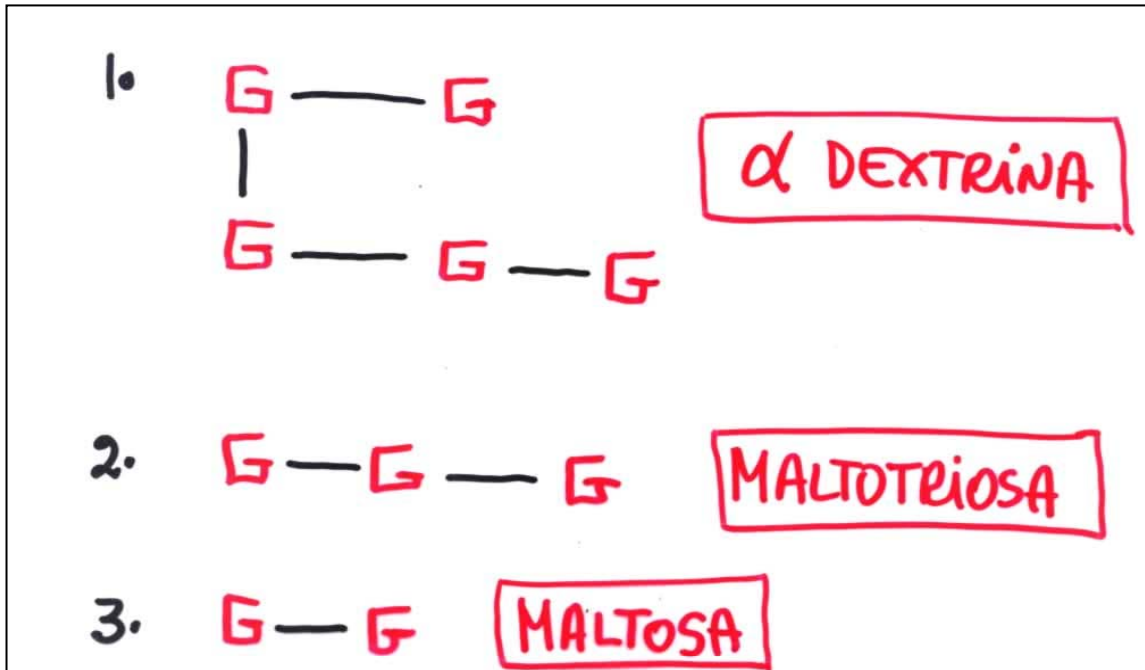 1. G — G
α DEXTRINA
G — G — G
2. G — G — G MALTOTRIOSA
3. G — G MALTOSA